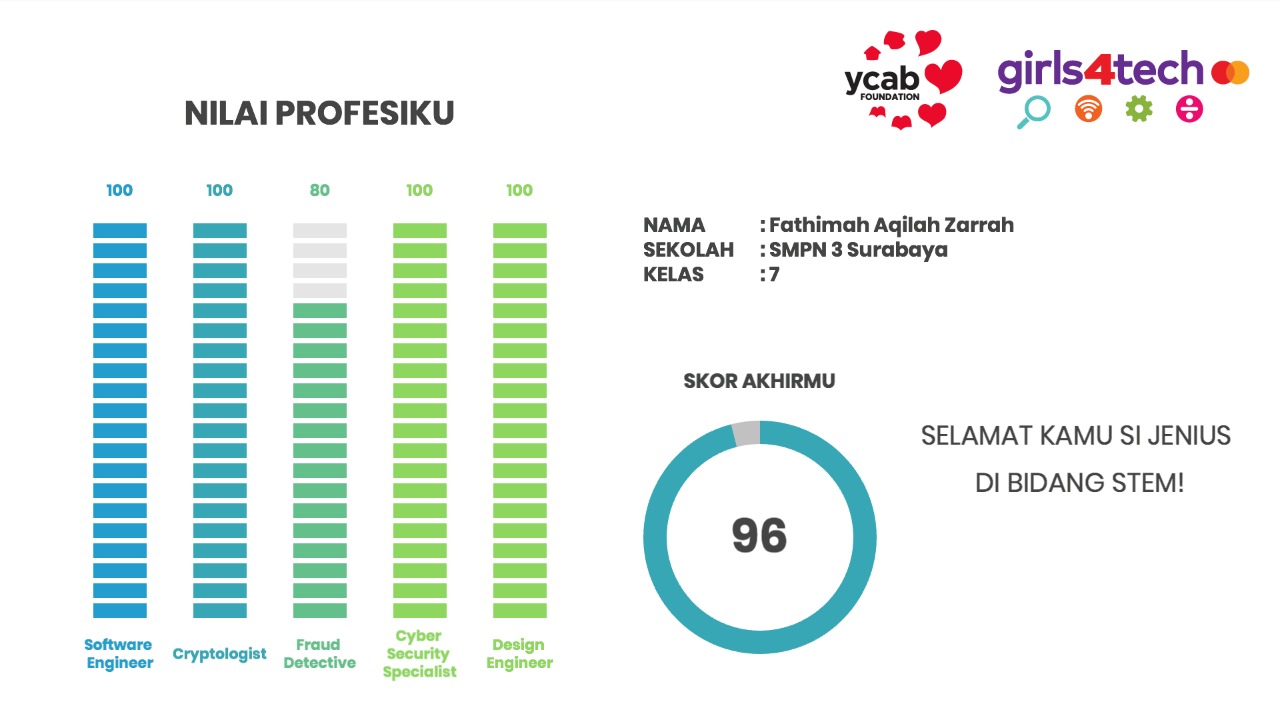 ycab
FOUNDATION
girls4tech
NILAI PROFESIKU
100 100 80 100 100
NAMA : Fathimah Aqilah Zarrah
SEKOLAH : SMPN 3 Surabaya
KELAS : 7
SKOR AKHIRMU
96
SELAMAT KAMU SI JENIUS
DI BIDANG STEM!
Software
Engineer
Cryptologist
Fraud
Detective
Cyber
Security
Specialist
Design
Engineer